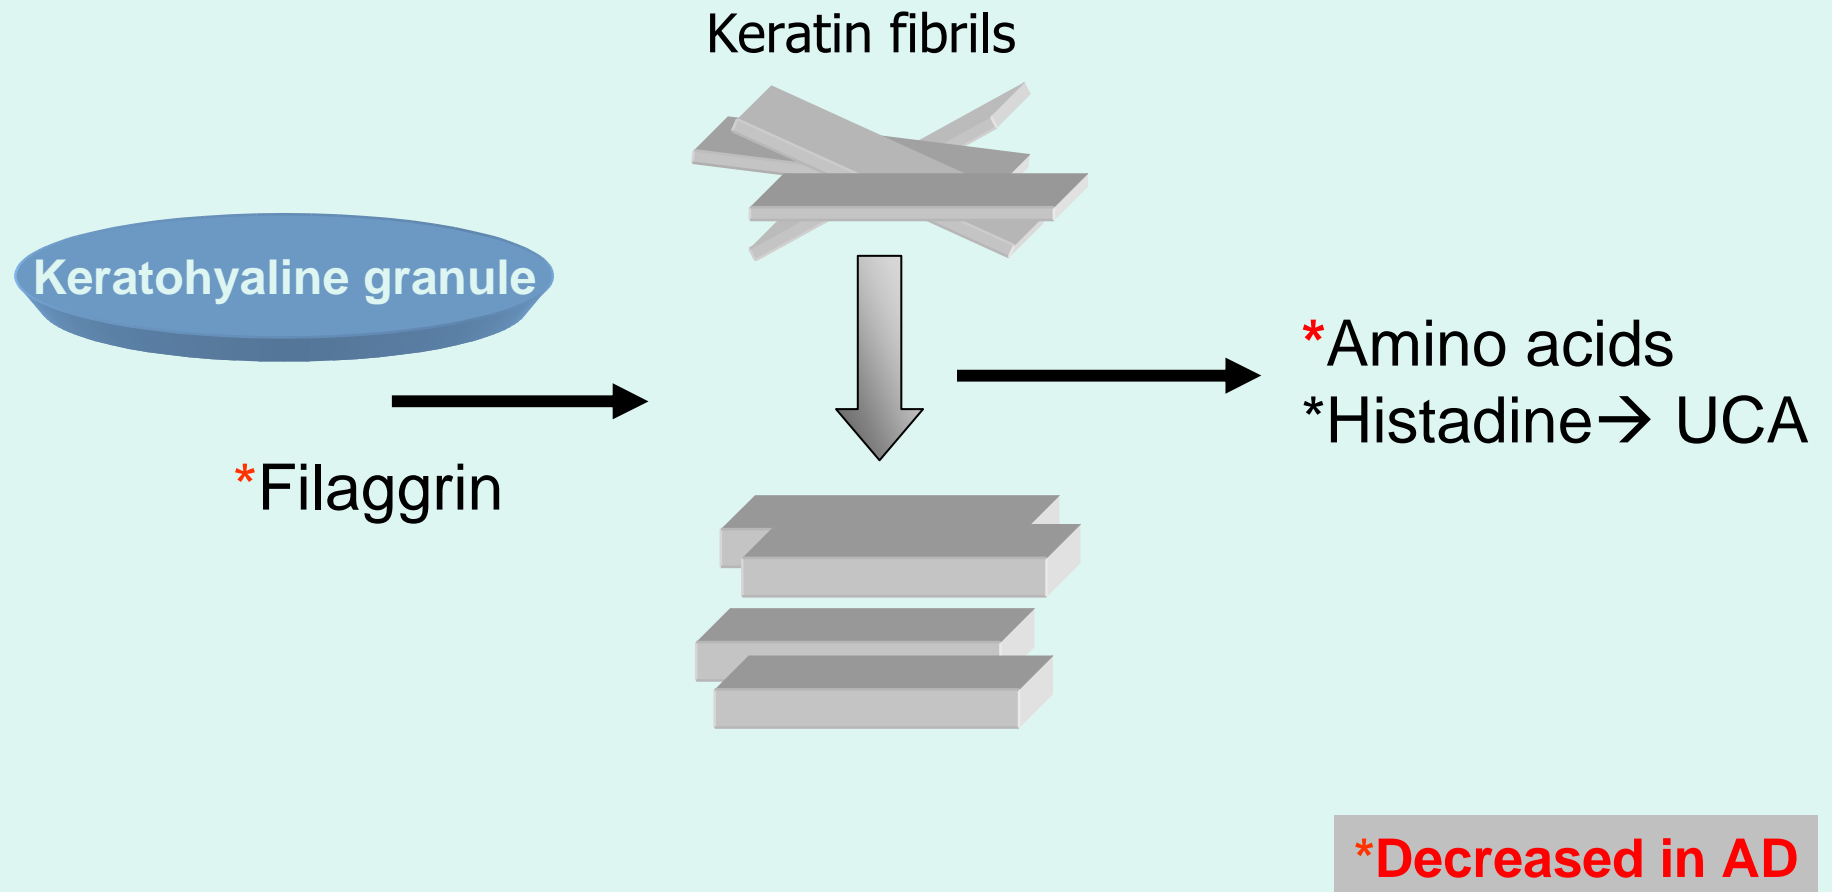 Keratin fibrils
Keratohyaline granule
*Filaggrin
*Amino acids
*Histadine→ UCA
*Decreased in AD